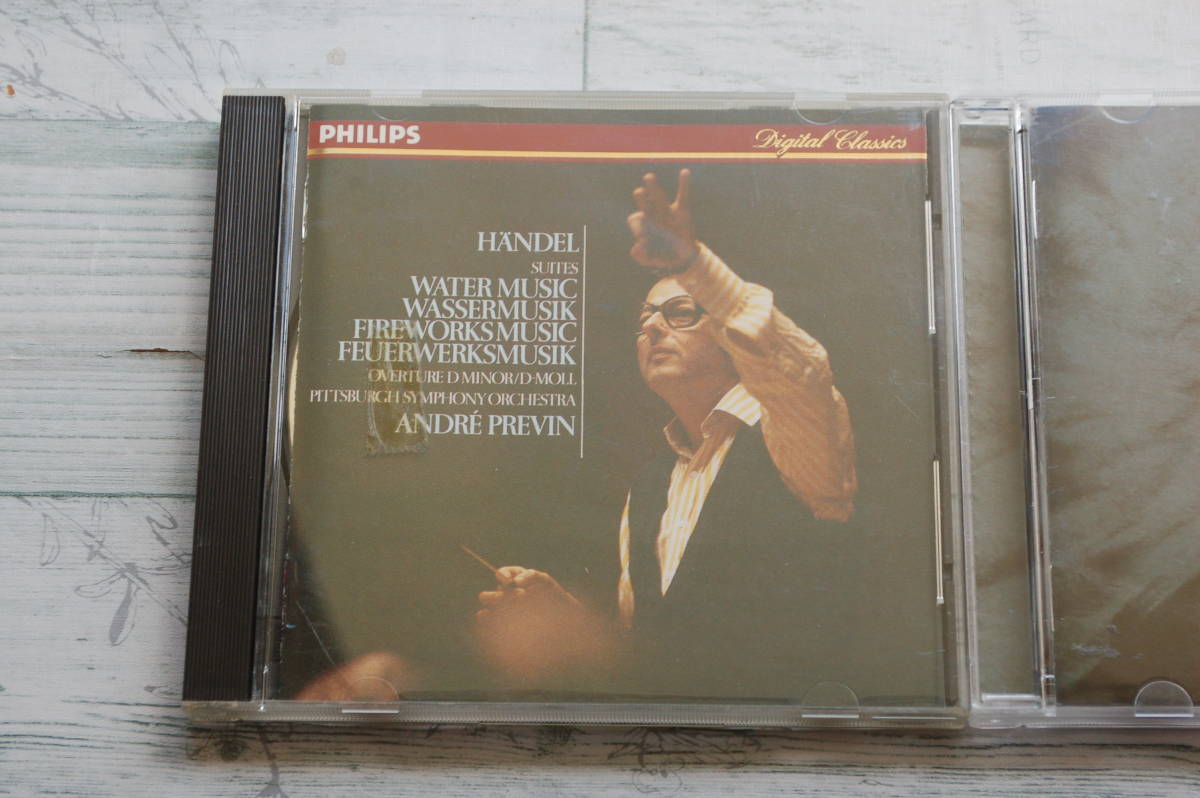 PHILIPS
Digital Classics
HÄNDEL
SUITES
WATER MUSIC
WASSERMUSIK
FIREWORKS MUSIC
FEUERWERKSMUSIK
OVERTURE D MINOR/D-MOLL
PITTSBURGH SYMPHONY ORCHESTRA
ANDRÉ PREVIN